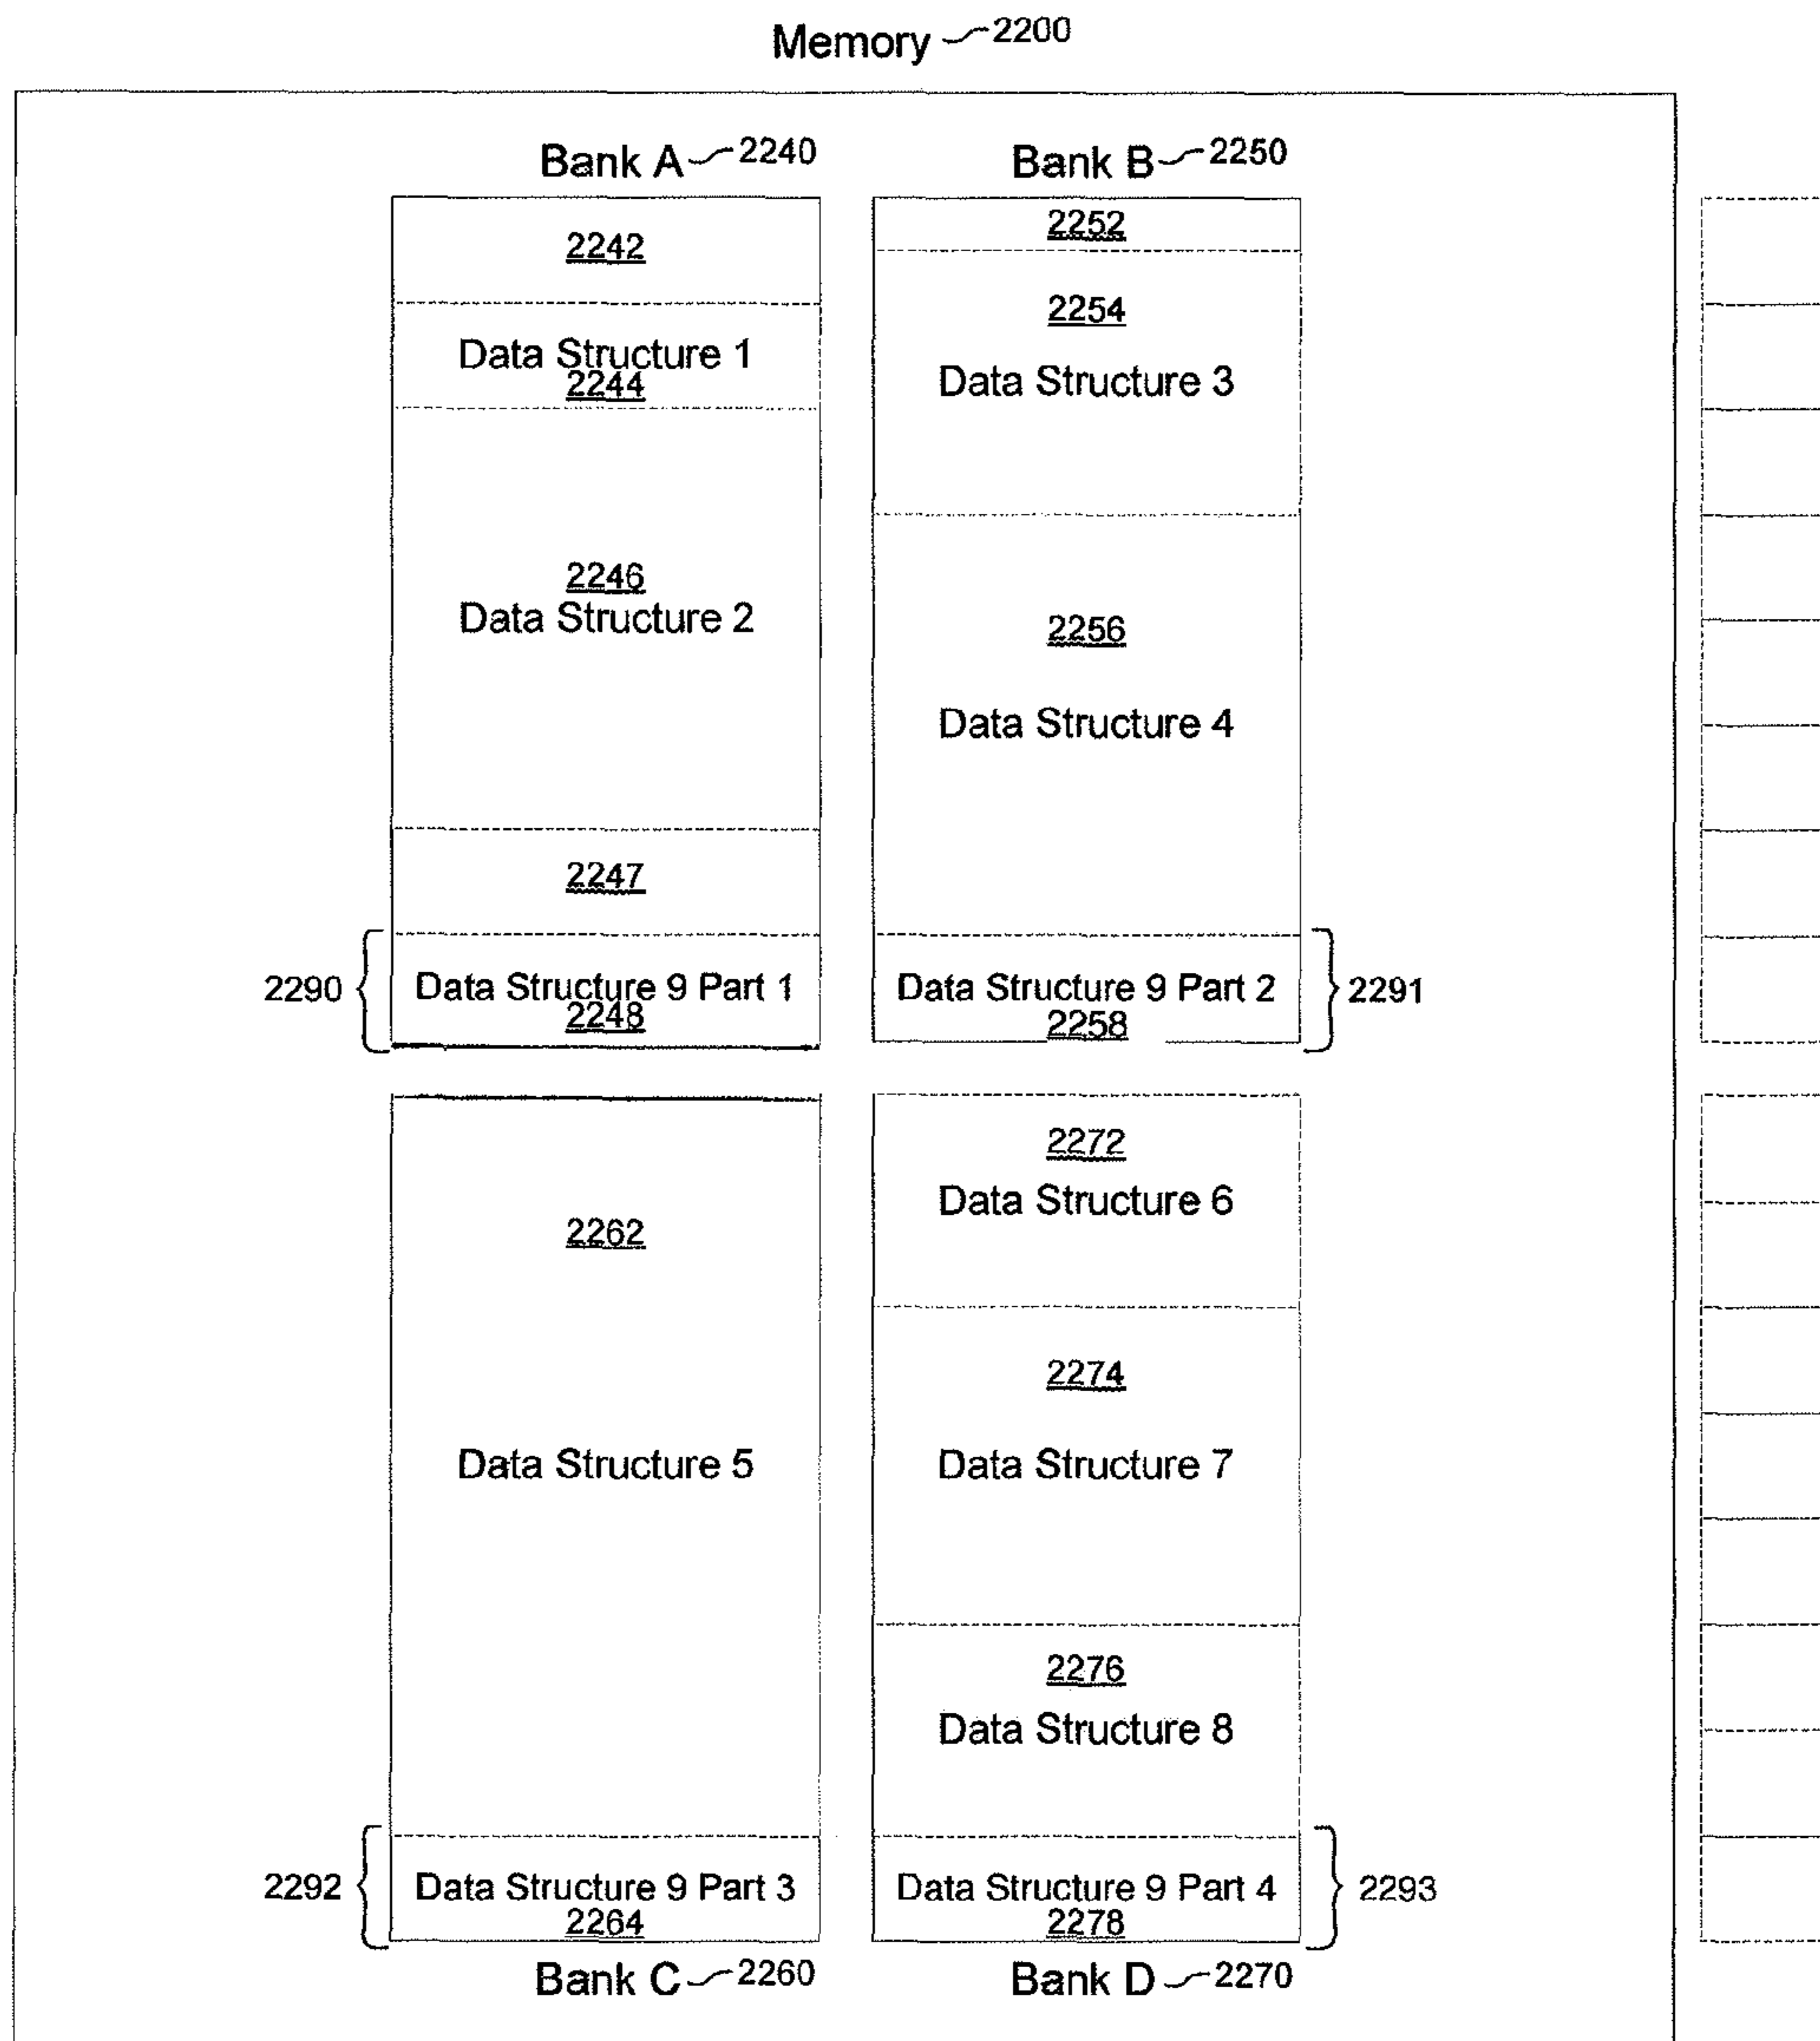 Memory 2200
Bank A 2240
2242
Data Structure 1
2244
2246
Data Structure 2
2247
2290
Data Structure 9 Part 1
2248
Bank B 2250
2252
2254
Data Structure 3
2256
Data Structure 4
Data Structure 9 Part 2
2258
2291
2262
Data Structure 5
2292
Data Structure 9 Part 3
2264
Bank C 2260
2272
Data Structure 6
2274
Data Structure 7
2276
Data Structure 8
Data Structure 9 Part 4
2278
2293
Bank D 2270